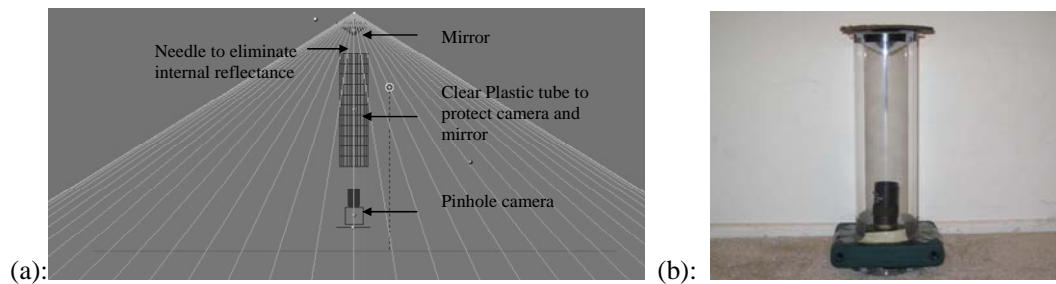 Mirror
Needle to eliminate
internal reflectance
Clear Plastic tube to
protect camera and
mirror
Pinhole camera
(a):
(b):